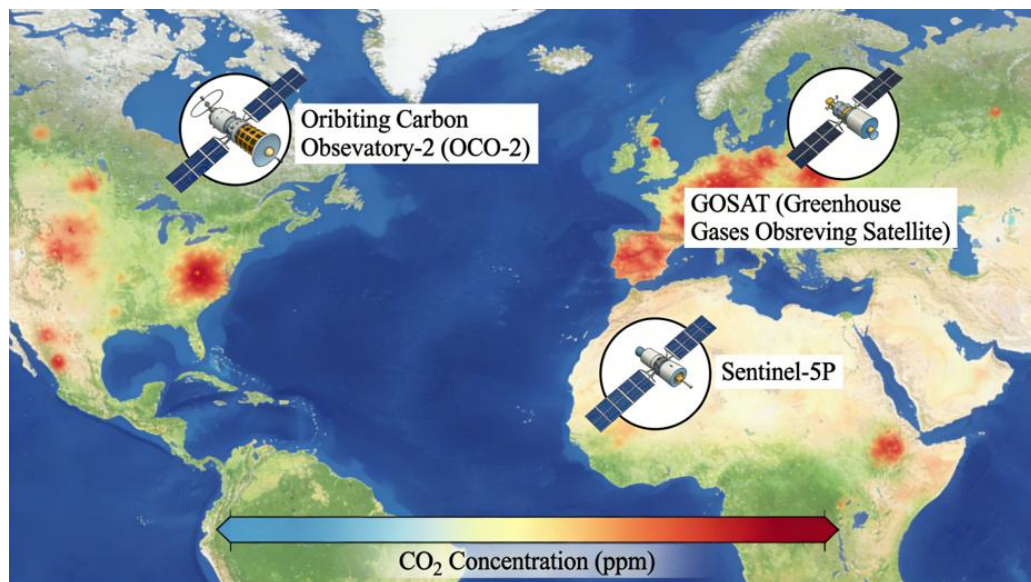 Oribiting Carbon
Obsevatory-2 (OCO-2)
GOSAT (Greenhouse
Gases Obsreving Satellite)
Sentinel-5P
CO₂ Concentration (ppm)